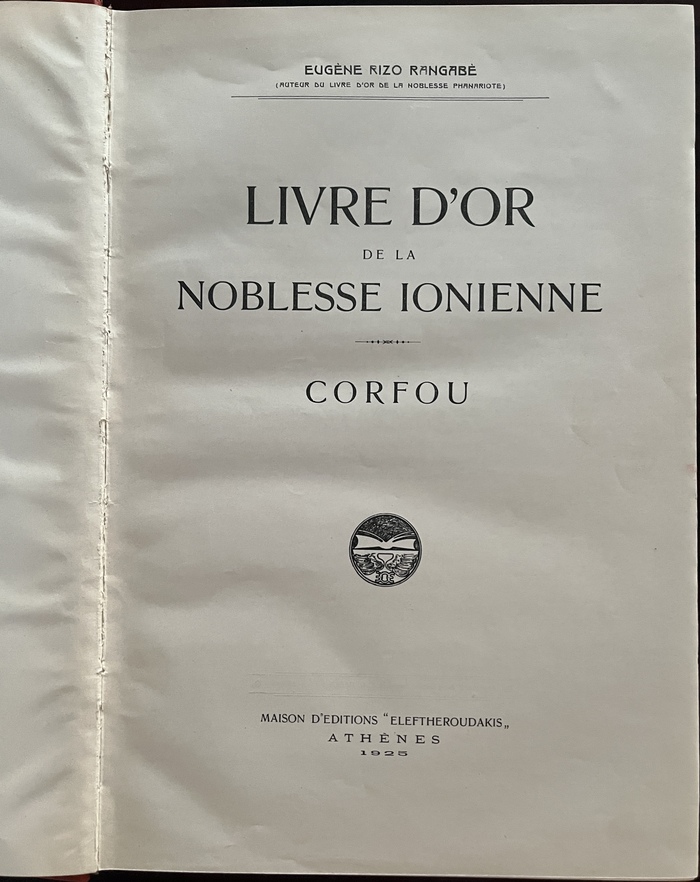 EUGÈNE RIZO RANGABÈ
(AUTEUR DU LIVRE D'OR DE LA NOBLESSE PHANARIOTE)
LIVRE D'OR
DE LA
NOBLESSE IONIENNE
CORFOU
MAISON D'EDITIONS “ELEFTHEROUDAKIS„
ATHÈNES
1925